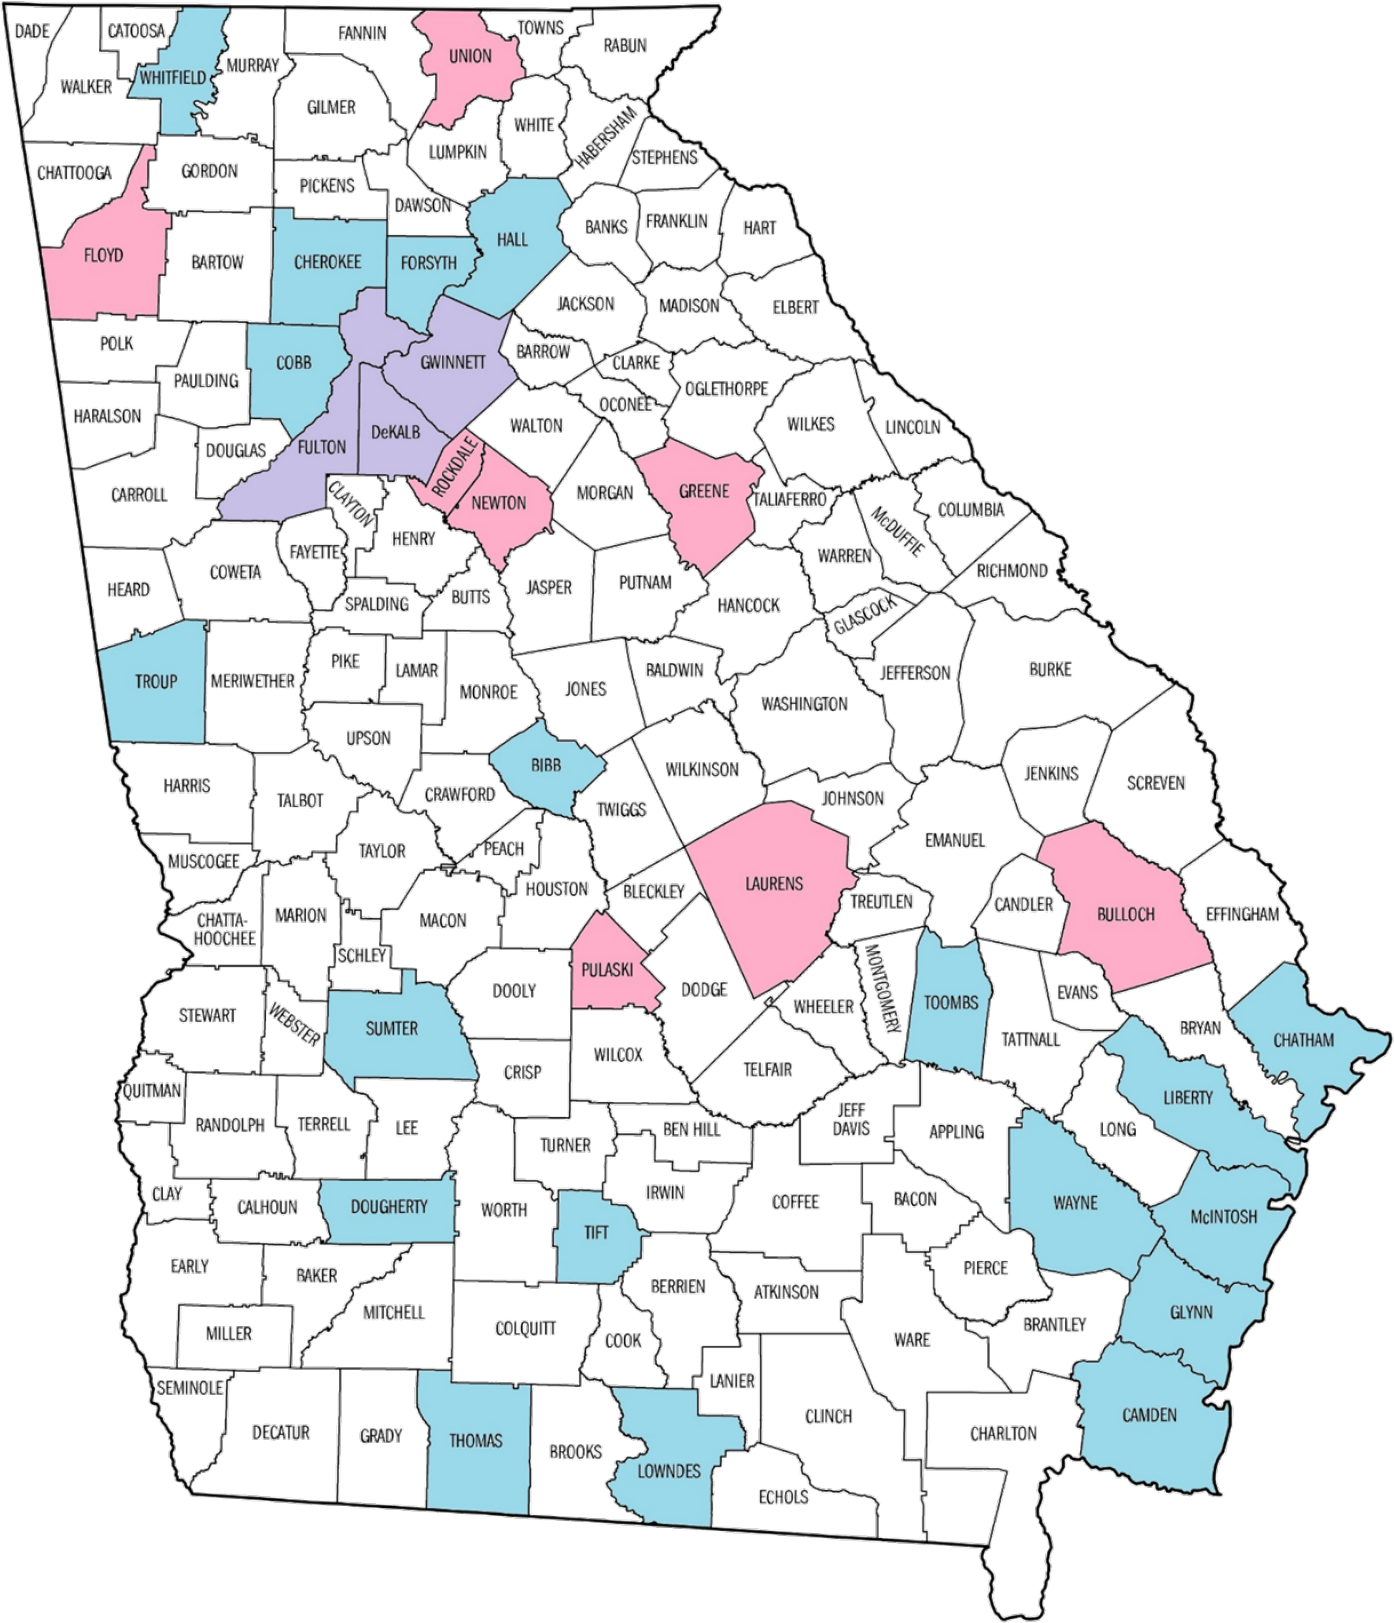 DADE
CATOOSA
WHITFIELD
MURRAY
FANNIN
UNION
TOWNS
RABUN
WALKER
GILMER
WHITE
HABERSHAM
LUMPKIN
STEPHENS
CHATTOOGA
GORDON
PICKENS
DAWSON
HALL
BANKS
FRANKLIN
HART
FLOYD
BARTOW
CHEROKEE
FORSYTH
JACKSON
MADISON
ELBERT
POLK
PAULDING
COBB
GWINNETT
BARROW
CLARKE
OGLETHORPE
OCONEE
HARALSON
DOUGLAS
FULTON
DeKALB
WALTON
WILKES
LINCOLN
CARROLL
CLAYTON
ROCKDALE
NEWTON
MORGAN
GREENE
TALIAFERRO
McDUFFIE
COLUMBIA
HEARD
COWETA
FAYETTE
HENRY
SPALDING
BUTTS
JASPER
PUTNAM
HANCOCK
WARREN
GLASCOCK
RICHMOND
TROUP
MERIWETHER
PIKE
LAMAR
MONROE
JONES
BALDWIN
WASHINGTON
JEFFERSON
BURKE
UPSON
BIBB
WILKINSON
JENKINS
SCREVEN
HARRIS
TALBOT
CRAWFORD
TWIGGS
JOHNSON
EMANUEL
MUSCOGEE
TAYLOR
PEACH
HOUSTON
BLECKLEY
LAURENS
TREUTLEN
CANDLER
BULLOCH
EFFINGHAM
CHATTA-
HOOCHEE
MARION
SCHLEY
MACON
PULASKI
DODGE
WHEELER
MONTGOMERY
TOOMBS
EVANS
BRYAN
CHATHAM
STEWART
WEBSTER
SUMTER
DOOLY
WILCOX
TELFAIR
TATTNALL
LIBERTY
QUITMAN
RANDOLPH
TERRELL
LEE
CRISP
TURNER
BEN HILL
JEFF
DAVIS
APPLING
LONG
CLAY
CALHOUN
DOUGHERTY
WORTH
TIFT
IRWIN
COFFEE
BACON
WAYNE
McINTOSH
EARLY
BAKER
MITCHELL
BERRIEN
ATKINSON
PIERCE
GLYNN
MILLER
COLQUITT
COOK
WARE
BRANTLEY
SEMINOLE
DECATUR
GRADY
THOMAS
BROOKS
LOWNDES
LANIER
CLINCH
ECHOLS
CHARLTON
CAMDEN